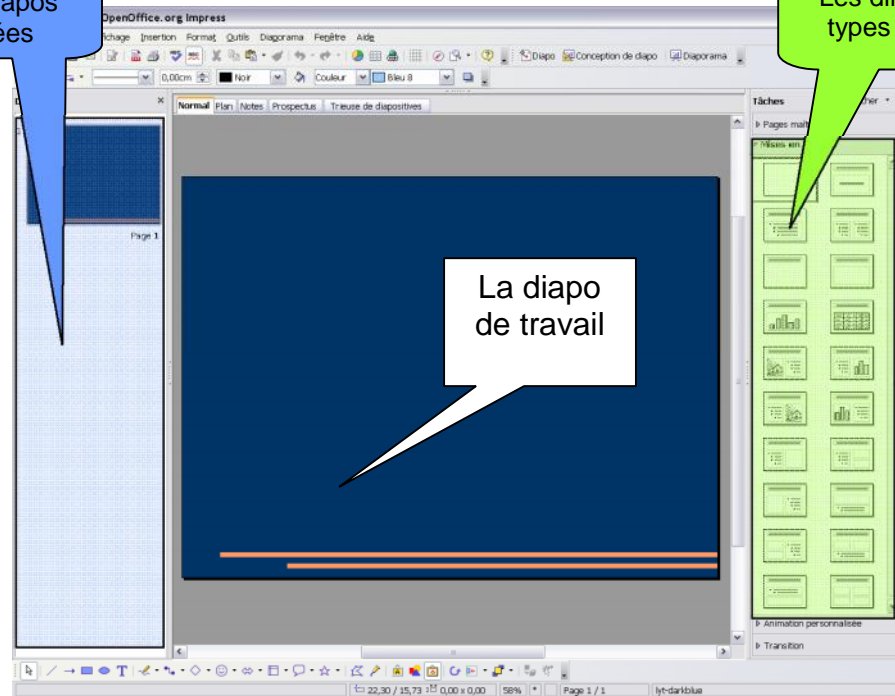 apos
ées
Les di
types
OpenOffice.org Impress
ichage Insertion Format Outils Diaporama Fenêtre Aide
Diapo Conception de diapo Diaporama
0,00cm Noir Couleur Bleu 8
Normal Plan Notes Prospectus Trieuse de diapositives
Tâches
Pages
Mises en
Page 1
La diapo
de travail
Animation personnalisée
Transition
22,30 / 15,73 0,00 x 0,00 58% * Page 1 / 1 lyt-darkblue